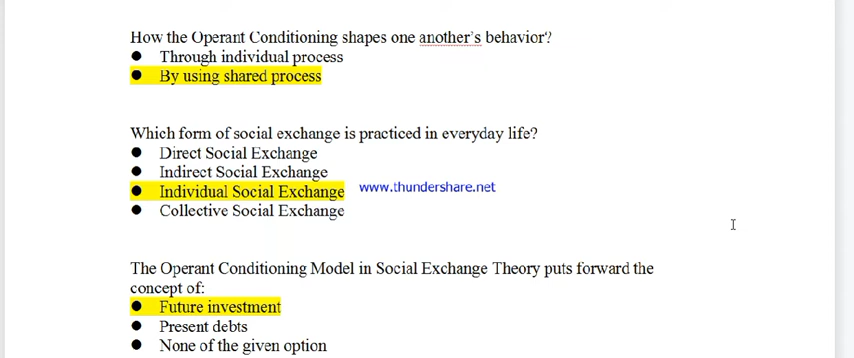 How the Operant Conditioning shapes one another's behavior?
● Through individual process
● By using shared process
Which form of social exchange is practiced in everyday life?
● Direct Social Exchange
● Indirect Social Exchange
● Individual Social Exchange
www.thundershare.net
● Collective Social Exchange
The Operant Conditioning Model in Social Exchange Theory puts forward the
concept of:
● Future investment
● Present debts
● None of the given option